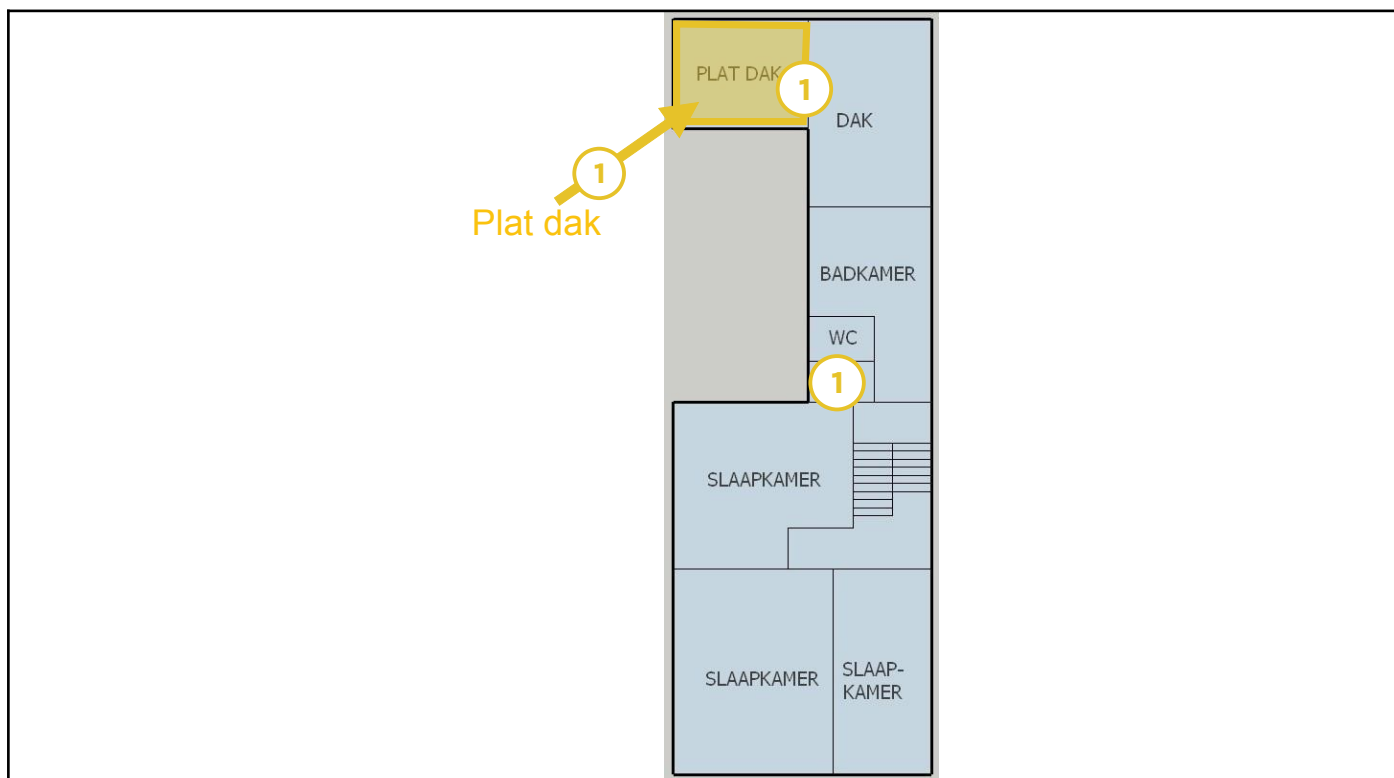 PLAT DAK
1
DAK
1
Plat dak
BADKAMER
WC
1
SLAAPKAMER
SLAAPKAMER
SLAAP-
KAMER